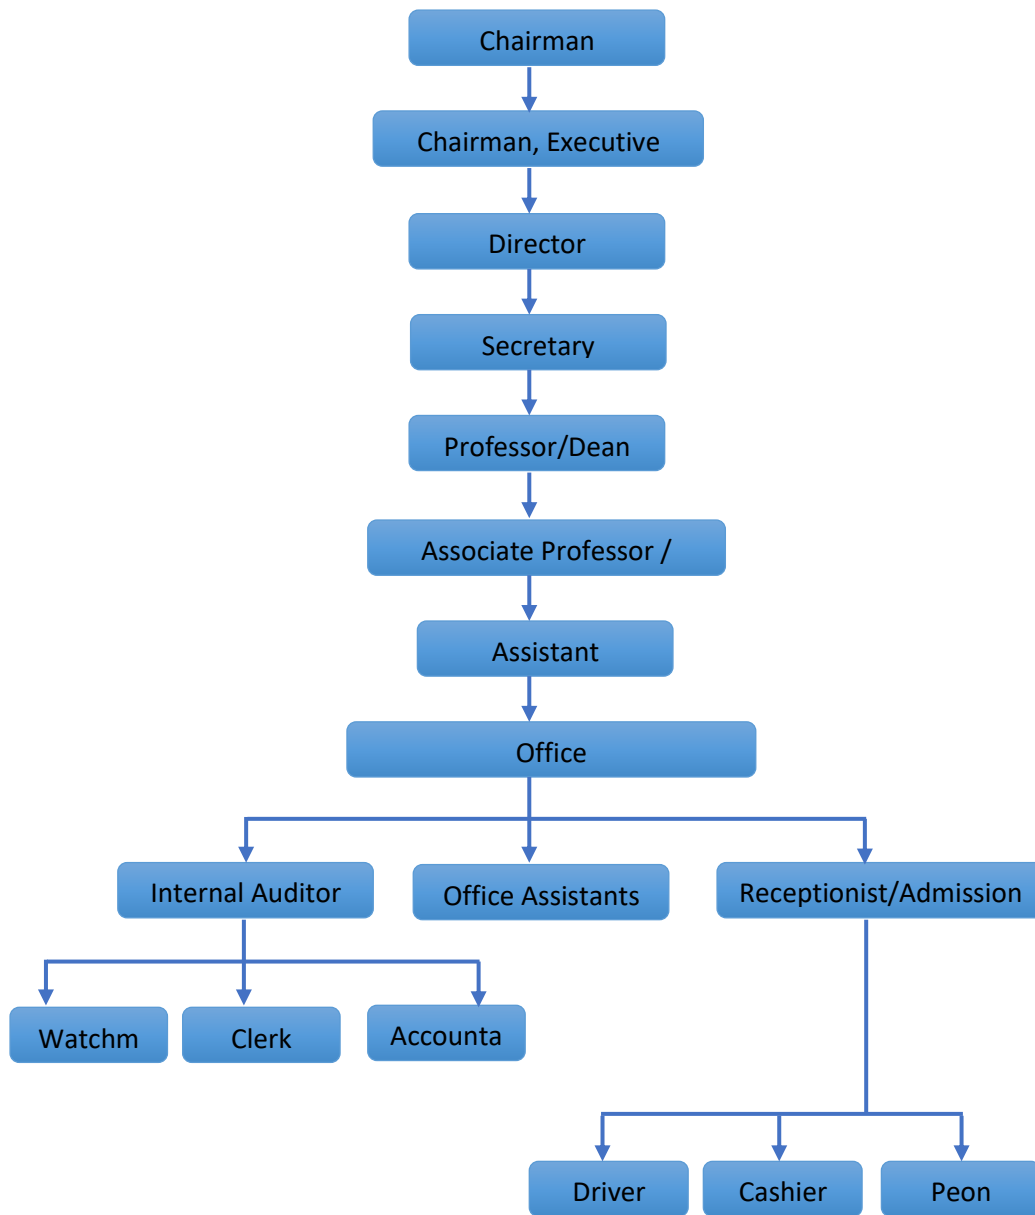 Chairman
Chairman, Executive
Director
Secretary
Professor/Dean
Associate Professor /
Assistant
Office
Internal Auditor
Office Assistants
Receptionist/Admission
Watchm
Clerk
Accounta
Driver
Cashier
Peon